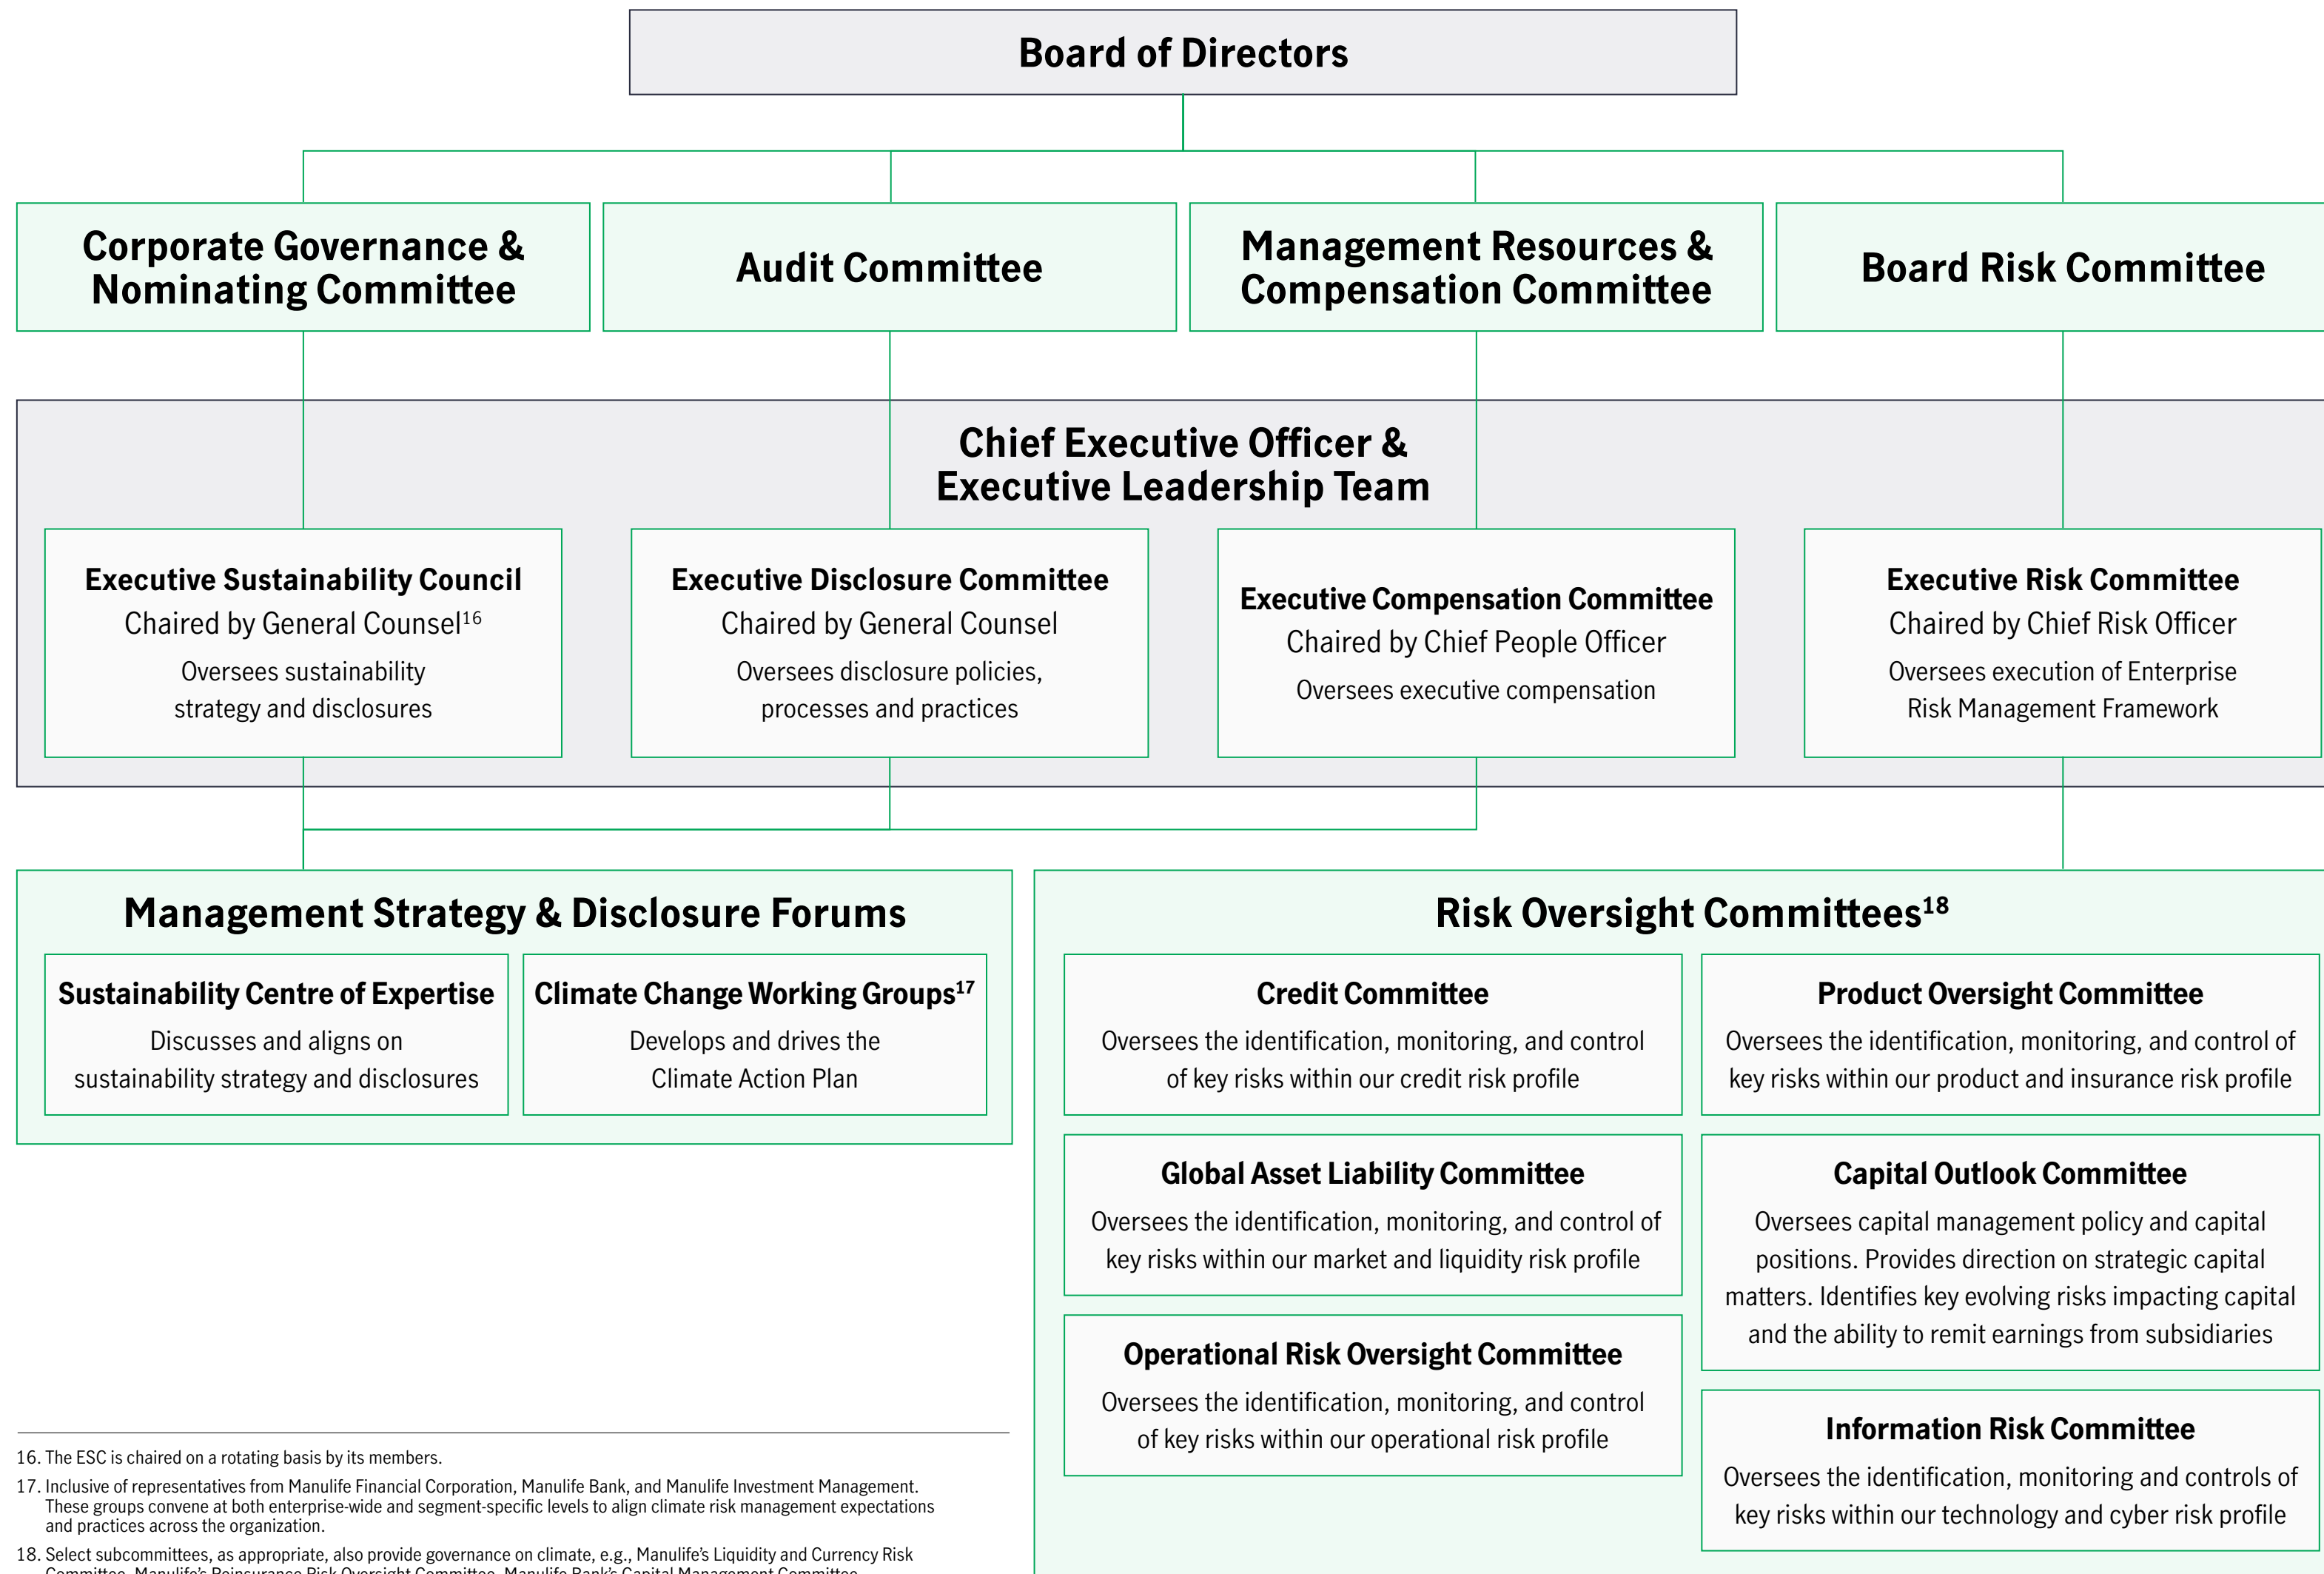 Board of Directors
Corporate Governance &
Nominating Committee
Audit Committee
Management Resources &
Compensation Committee
Board Risk Committee
Chief Executive Officer &
Executive Leadership Team
Executive Sustainability Council
Chaired by General Counsel16
Oversees sustainability
strategy and disclosures
Executive Disclosure Committee
Chaired by General Counsel
Oversees disclosure policies,
processes and practices
Executive Compensation Committee
Chaired by Chief People Officer
Oversees executive compensation
Executive Risk Committee
Chaired by Chief Risk Officer
Oversees execution of Enterprise
Risk Management Framework
Management Strategy & Disclosure Forums
Sustainability Centre of Expertise
Discusses and aligns on
sustainability strategy and disclosures
Climate Change Working Groups17
Develops and drives the
Climate Action Plan
Risk Oversight Committees18
Credit Committee
Oversees the identification, monitoring, and control
of key risks within our credit risk profile
Product Oversight Committee
Oversees the identification, monitoring, and control of
key risks within our product and insurance risk profile
Global Asset Liability Committee
Oversees the identification, monitoring, and control of
key risks within our market and liquidity risk profile
Capital Outlook Committee
Oversees capital management policy and capital
positions. Provides direction on strategic capital
matters. Identifies key evolving risks impacting capital
and the ability to remit earnings from subsidiaries
Operational Risk Oversight Committee
Oversees the identification, monitoring, and control
of key risks within our operational risk profile
Information Risk Committee
Oversees the identification, monitoring and controls of
key risks within our technology and cyber risk profile
16. The ESC is chaired on a rotating basis by its members.
17. Inclusive of representatives from Manulife Financial Corporation, Manulife Bank, and Manulife Investment Management.
These groups convene at both enterprise-wide and segment-specific levels to align climate risk management expectations
and practices across the organization.
18. Select subcommittees, as appropriate, also provide governance on climate, e.g., Manulife's Liquidity and Currency Risk
Committee, Manulife's Reinsurance Risk Oversight Committee, Manulife Bank's Capital Management Committee